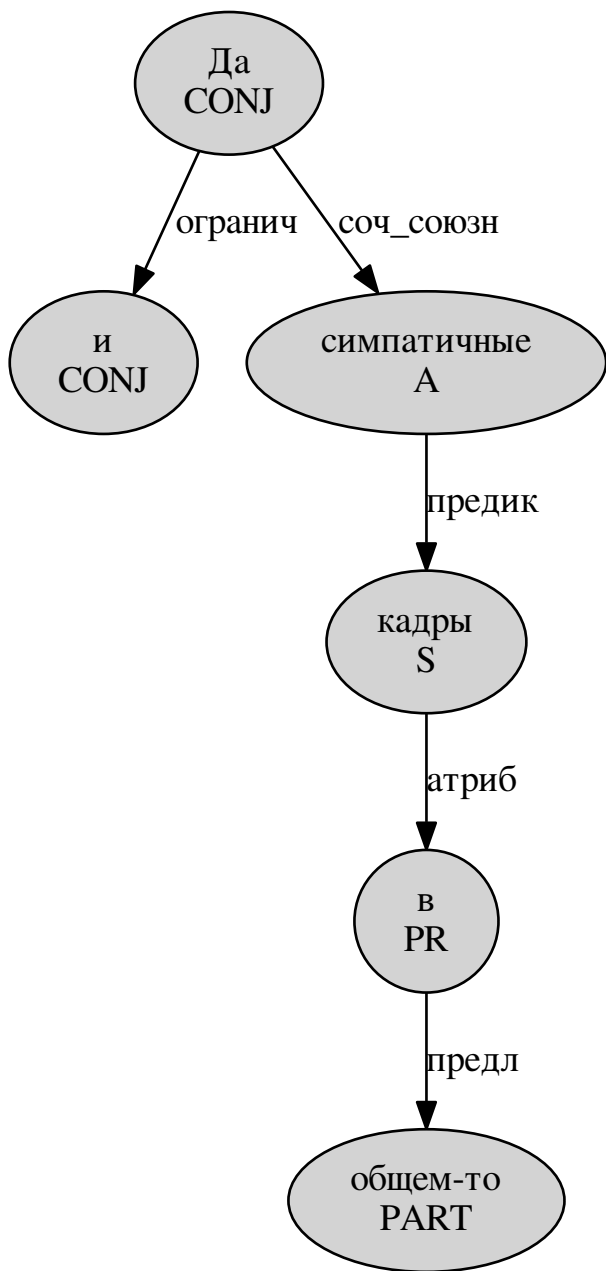 Да
CONJ
огранич
соч_союзн
и
CONJ
симпатичные
A
предик
кадры
S
атриб
в
PR
предл
общем-то
PART